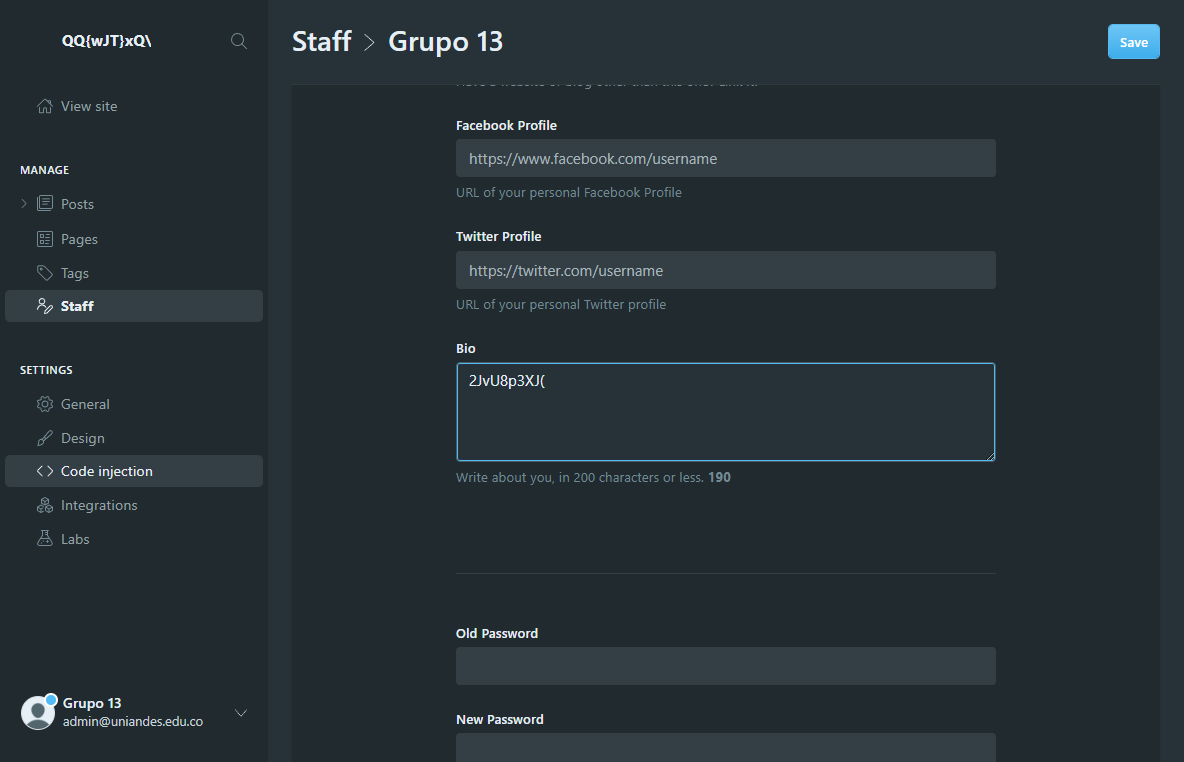 QQ{wJT}xQ\
View site
MANAGE
Posts
Pages
Tags
Staff
SETTINGS
General
Design
Code injection
Integrations
Labs
Grupo 13
admin@uniandes.edu.co
Staff > Grupo 13
Save
Facebook Profile
https://www.facebook.com/username
URL of your personal Facebook Profile
Twitter Profile
https://twitter.com/username
URL of your personal Twitter profile
Bio
2JvU8p3XJ(
Write about you, in 200 characters or less. 190
Old Password
New Password